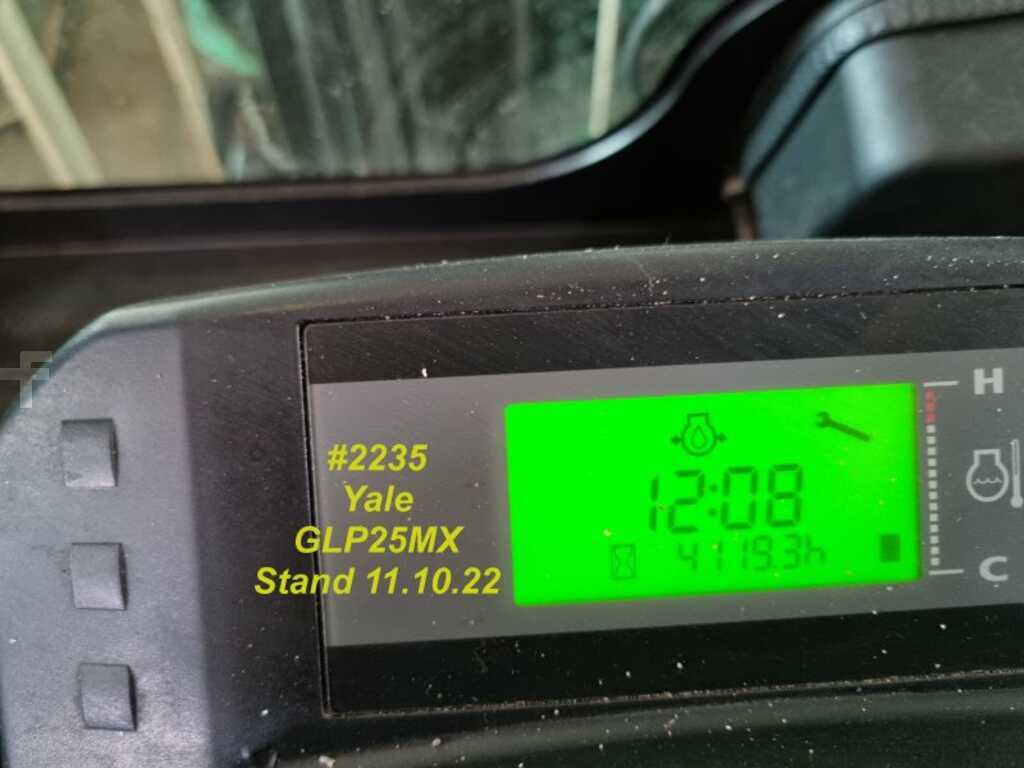 H
#2235
Yale
12:08
GLP25MX
4119.3h
Stand 11.10.22
C